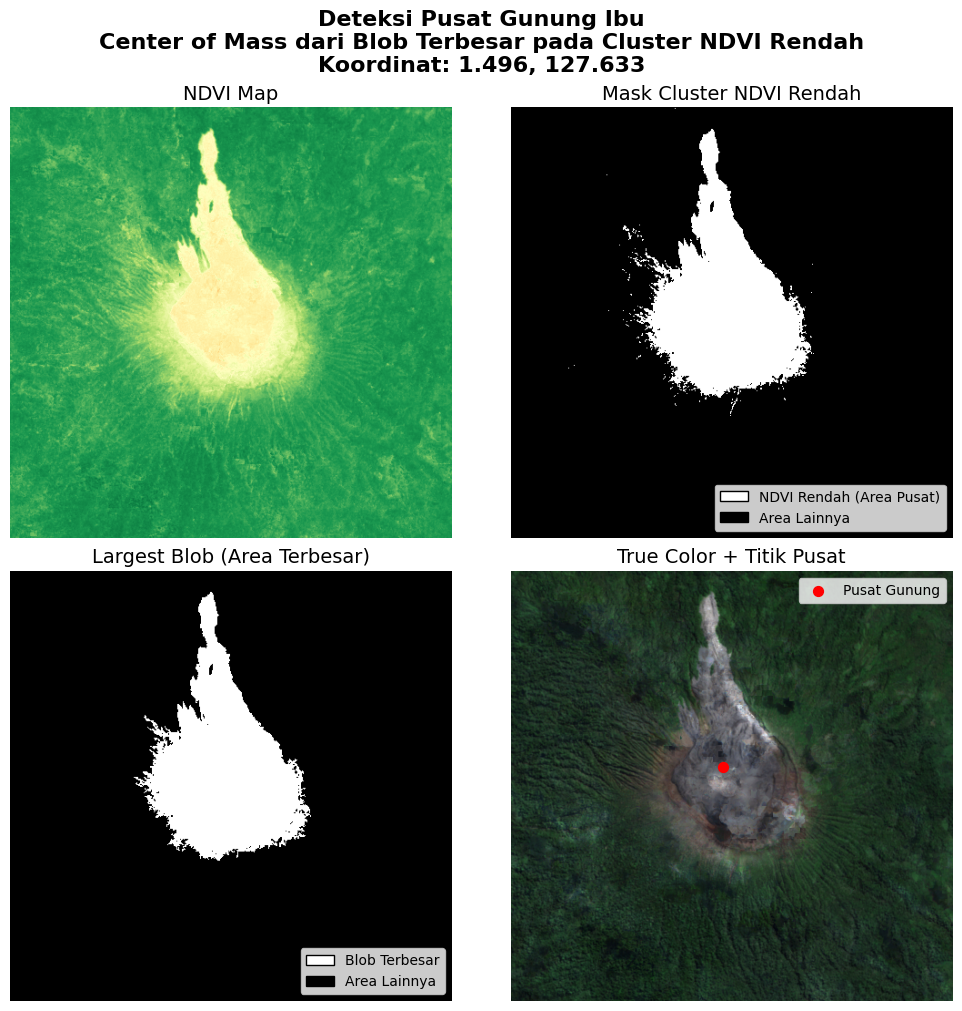 Deteksi Pusat Gunung Ibu
Center of Mass dari Blob Terbesar pada Cluster NDVI Rendah
Koordinat: 1.496, 127.633
NDVI Map
Mask Cluster NDVI Rendah
NDVI Rendah (Area Pusat)
Area Lainnya
Largest Blob (Area Terbesar)
True Color + Titik Pusat
Blob Terbesar
Area Lainnya
Pusat Gunung